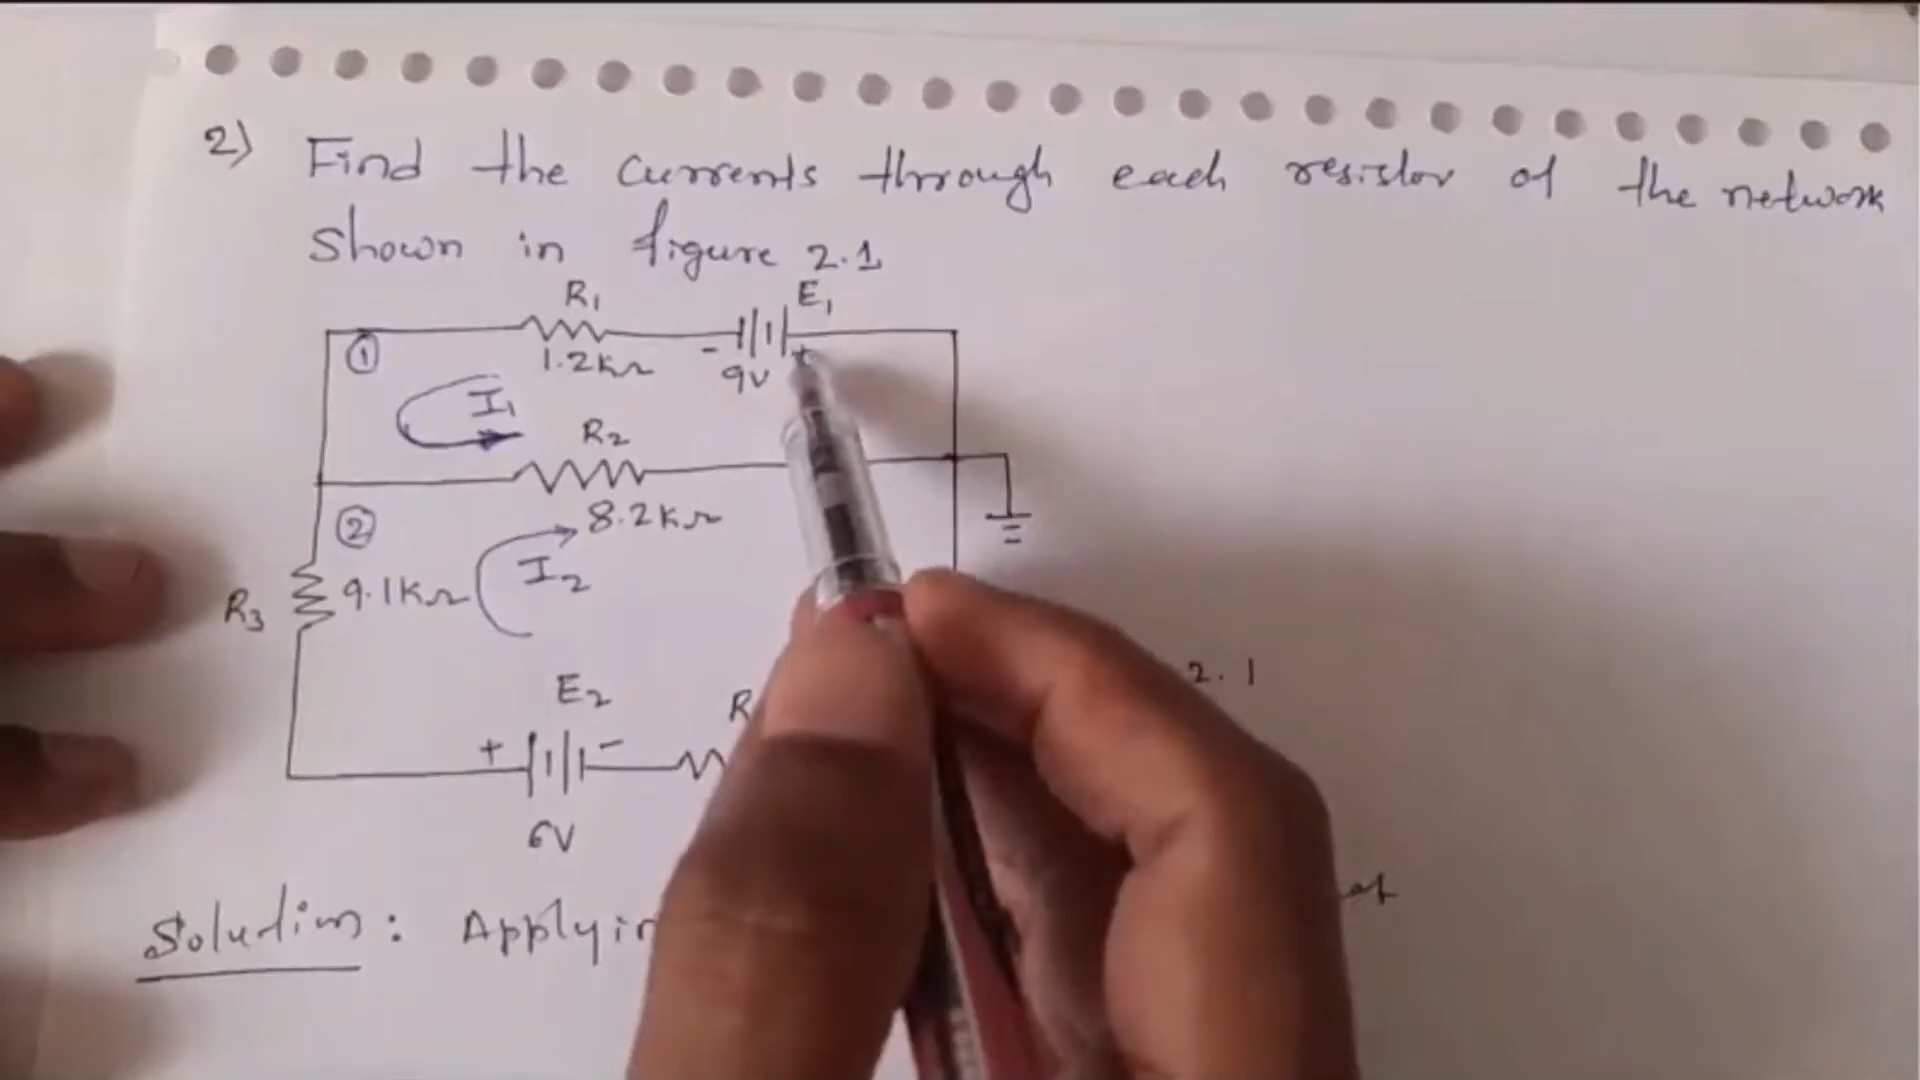 2) Find the currents through each resistor of the network
shown in figure 2.1
R1 E1
① 1.2KΩ - 9V +
I1
R2
② 8.2KΩ
R3 9.1KΩ I2
2.1
E2 R
+ -
6V
Solution: Applyin